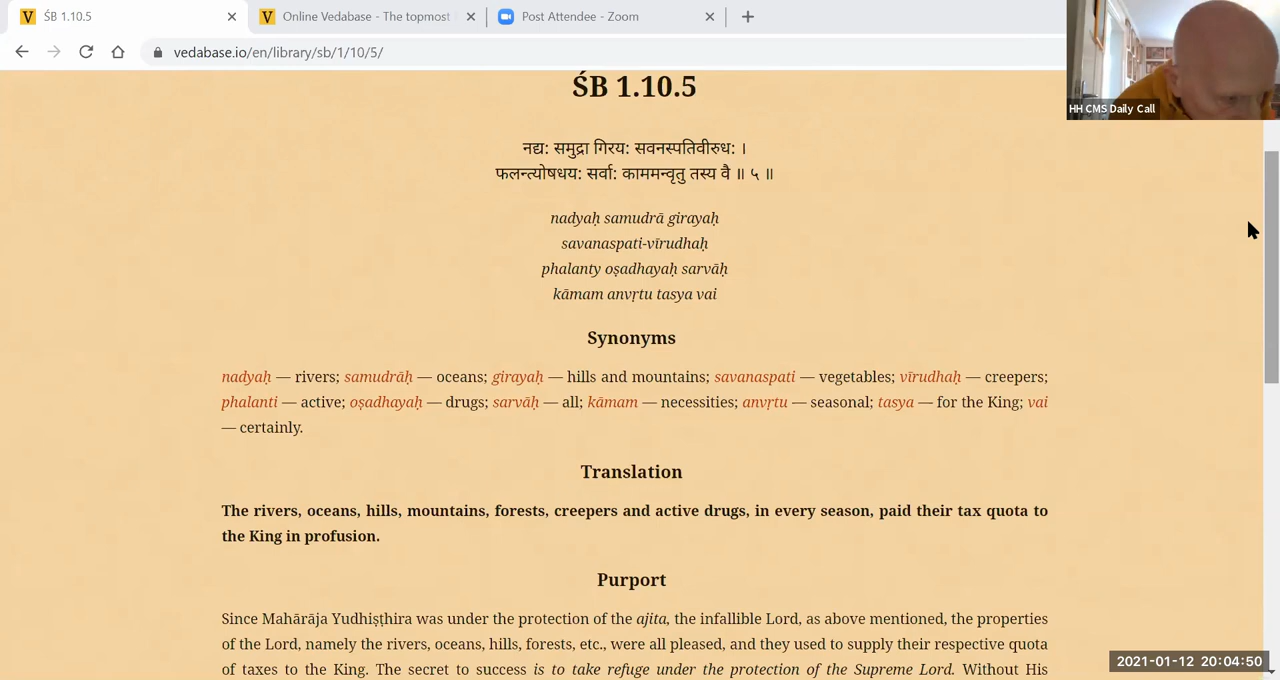 ŚB 1.10.5
Online Vedabase - The topmost
Post Attendee - Zoom
vedabase.io/en/library/sb/1/10/5/
HH CMS Daily Call
ŚB 1.10.5
नद्य: समुद्रा गिरय: सवनस्पतिवीरुध: ।
फलन्त्योषधय: सर्वा: काममन्वृतु तस्य वै ॥ ५ ॥
nadyaḥ samudrā girayaḥ
savanaspati-vīrudhaḥ
phalanty oṣadhayaḥ sarvāḥ
kāmam anvṛtu tasya vai
Synonyms
nadyaḥ — rivers; samudrāḥ — oceans; girayaḥ — hills and mountains; savanaspati — vegetables; vīrudhaḥ — creepers;
phalanti — active; oṣadhayaḥ — drugs; sarvāḥ — all; kāmam — necessities; anvṛtu — seasonal; tasya — for the King; vai
— certainly.
Translation
The rivers, oceans, hills, mountains, forests, creepers and active drugs, in every season, paid their tax quota to
the King in profusion.
Purport
Since Mahārāja Yudhiṣṭhira was under the protection of the ajita, the infallible Lord, as above mentioned, the properties
of the Lord, namely the rivers, oceans, hills, forests, etc., were all pleased, and they used to supply their respective quota
of taxes to the King. The secret to success is to take refuge under the protection of the Supreme Lord. Without His
2021-01-12 20:04:50